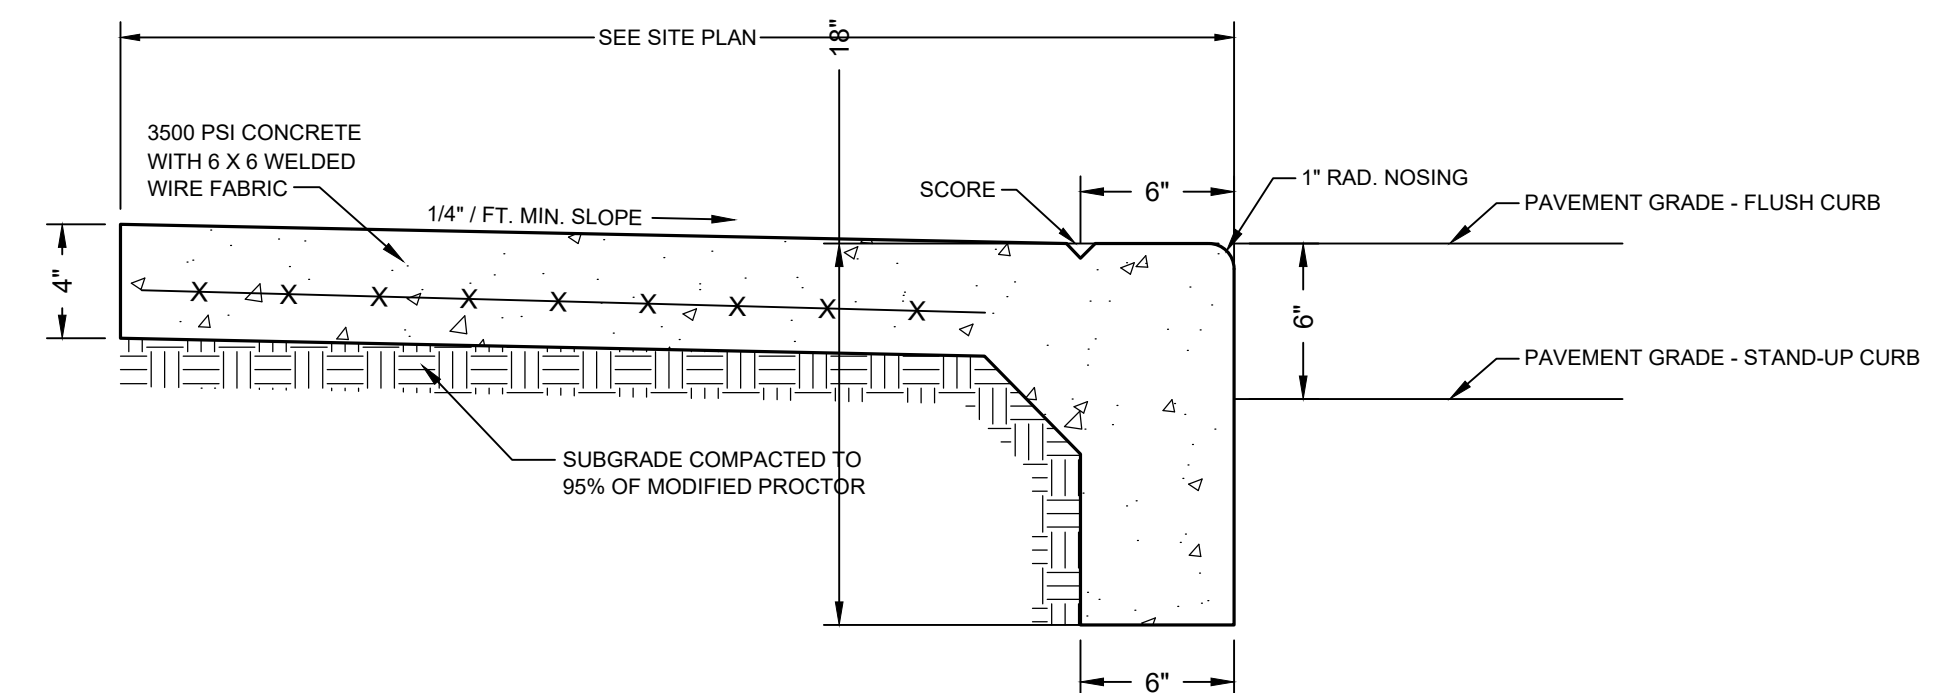 SEE SITE PLAN
18"
3500 PSI CONCRETE
WITH 6 X 6 WELDED
WIRE FABRIC
1/4" / FT. MIN. SLOPE
SCORE
6"
1" RAD. NOSING
PAVEMENT GRADE - FLUSH CURB
4"
X X X X X X X X X
6"
PAVEMENT GRADE - STAND-UP CURB
SUBGRADE COMPACTED TO
95% OF MODIFIED PROCTOR
6"